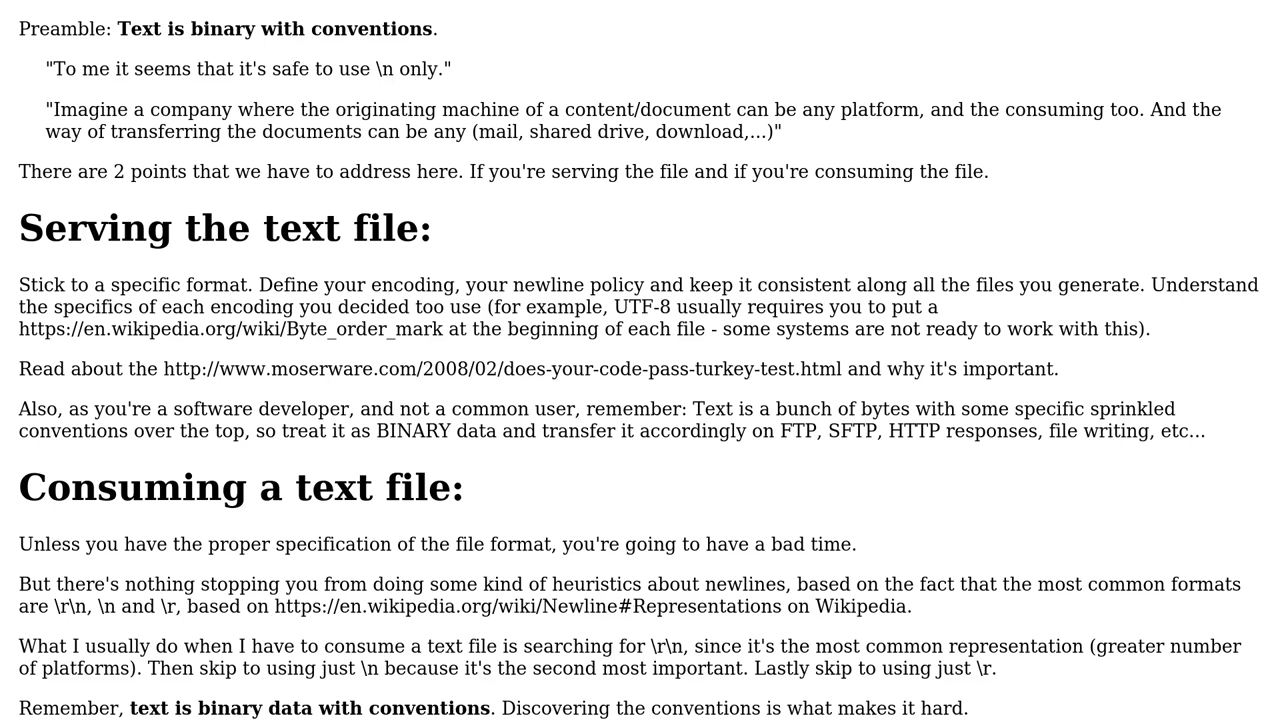 Preamble: Text is binary with conventions.
"To me it seems that it's safe to use \n only."
"Imagine a company where the originating machine of a content/document can be any platform, and the consuming too. And the
way of transferring the documents can be any (mail, shared drive, download,...)"
There are 2 points that we have to address here. If you're serving the file and if you're consuming the file.
Serving the text file:
Stick to a specific format. Define your encoding, your newline policy and keep it consistent along all the files you generate. Understand
the specifics of each encoding you decided too use (for example, UTF-8 usually requires you to put a
https://en.wikipedia.org/wiki/Byte_order_mark at the beginning of each file - some systems are not ready to work with this).
Read about the http://www.moserware.com/2008/02/does-your-code-pass-turkey-test.html and why it's important.
Also, as you're a software developer, and not a common user, remember: Text is a bunch of bytes with some specific sprinkled
conventions over the top, so treat it as BINARY data and transfer it accordingly on FTP, SFTP, HTTP responses, file writing, etc...
Consuming a text file:
Unless you have the proper specification of the file format, you're going to have a bad time.
But there's nothing stopping you from doing some kind of heuristics about newlines, based on the fact that the most common formats
are \r\n, \n and \r, based on https://en.wikipedia.org/wiki/Newline#Representations on Wikipedia.
What I usually do when I have to consume a text file is searching for \r\n, since it's the most common representation (greater number
of platforms). Then skip to using just \n because it's the second most important. Lastly skip to using just \r.
Remember, text is binary data with conventions. Discovering the conventions is what makes it hard.